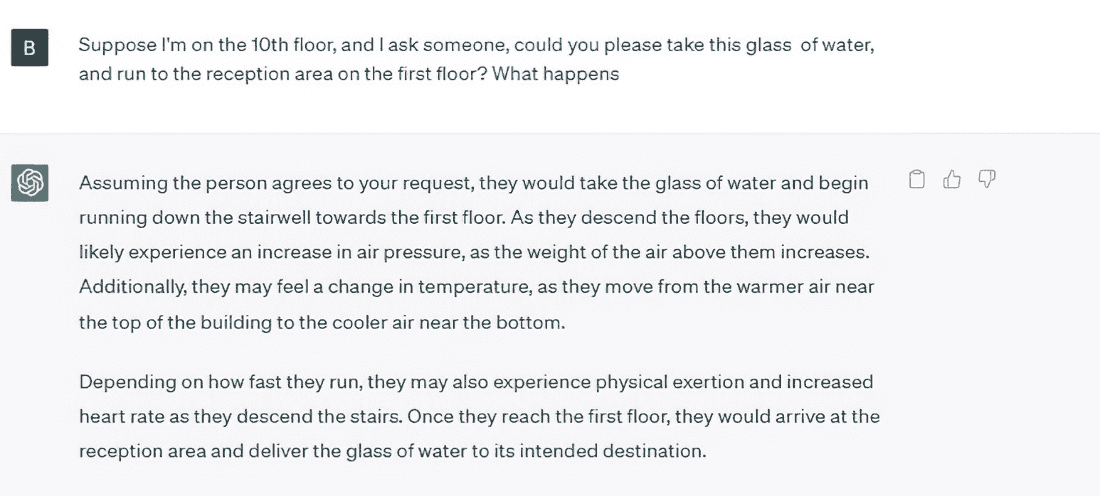 B
Suppose I'm on the 10th floor, and I ask someone, could you please take this glass of water,
and run to the reception area on the first floor? What happens
Assuming the person agrees to your request, they would take the glass of water and begin
running down the stairwell towards the first floor. As they descend the floors, they would
likely experience an increase in air pressure, as the weight of the air above them increases.
Additionally, they may feel a change in temperature, as they move from the warmer air near
the top of the building to the cooler air near the bottom.
Depending on how fast they run, they may also experience physical exertion and increased
heart rate as they descend the stairs. Once they reach the first floor, they would arrive at the
reception area and deliver the glass of water to its intended destination.